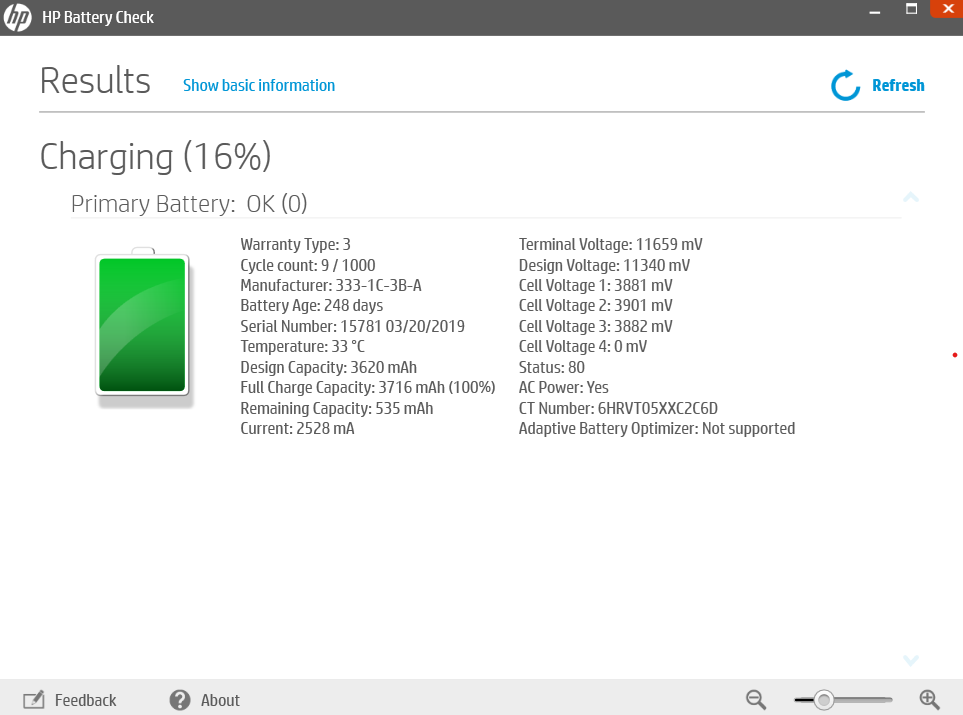 hp HP Battery Check
Results Show basic information Refresh
Charging (16%)
Primary Battery: OK (0)
Warranty Type: 3
Cycle count: 9 / 1000
Manufacturer: 333-1C-3B-A
Battery Age: 248 days
Serial Number: 15781 03/20/2019
Temperature: 33 °C
Design Capacity: 3620 mAh
Full Charge Capacity: 3716 mAh (100%)
Remaining Capacity: 535 mAh
Current: 2528 mA
Terminal Voltage: 11659 mV
Design Voltage: 11340 mV
Cell Voltage 1: 3881 mV
Cell Voltage 2: 3901 mV
Cell Voltage 3: 3882 mV
Cell Voltage 4: 0 mV
Status: 80
AC Power: Yes
CT Number: 6HRVT05XXC2C6D
Adaptive Battery Optimizer: Not supported
Feedback ? About